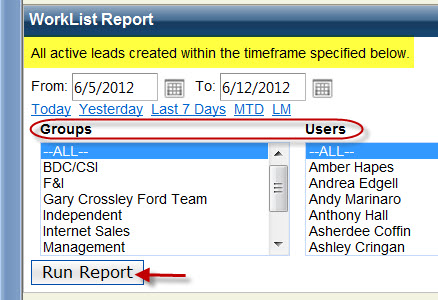 WorkList Report
All active leads created within the timeframe specified below.
From: 6/5/2012 To: 6/12/2012
Today Yesterday Last 7 Days MTD LM
Groups Users
--ALL-- --ALL--
BDC/CSI Amber Hapes
F&I Andrea Edgell
Gary Crossley Ford Team Andy Marinaro
Independent Anthony Hall
Internet Sales Asherdee Coffin
Management Ashley Cringan
Run Report